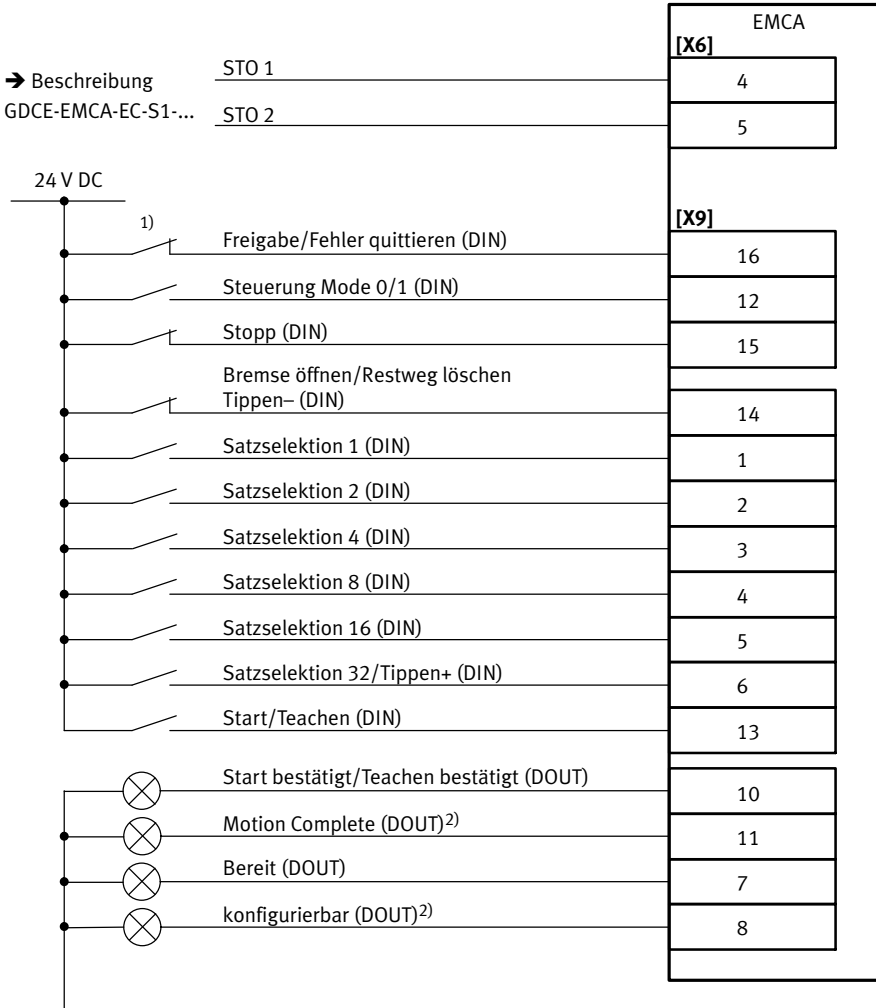 EMCA
[X6]
➔ Beschreibung
GDCE-EMCA-EC-S1-...
STO 1
4
STO 2
5
24 V DC
[X9]
1)
Freigabe/Fehler quittieren (DIN)
16
Steuerung Mode 0/1 (DIN)
12
Stopp (DIN)
15
Bremse öffnen/Restweg löschen
Tippen– (DIN)
14
Satzselektion 1 (DIN)
1
Satzselektion 2 (DIN)
2
Satzselektion 4 (DIN)
3
Satzselektion 8 (DIN)
4
Satzselektion 16 (DIN)
5
Satzselektion 32/Tippen+ (DIN)
6
Start/Teachen (DIN)
13
Start bestätigt/Teachen bestätigt (DOUT)
10
Motion Complete (DOUT)2)
11
Bereit (DOUT)
7
konfigurierbar (DOUT)2)
8